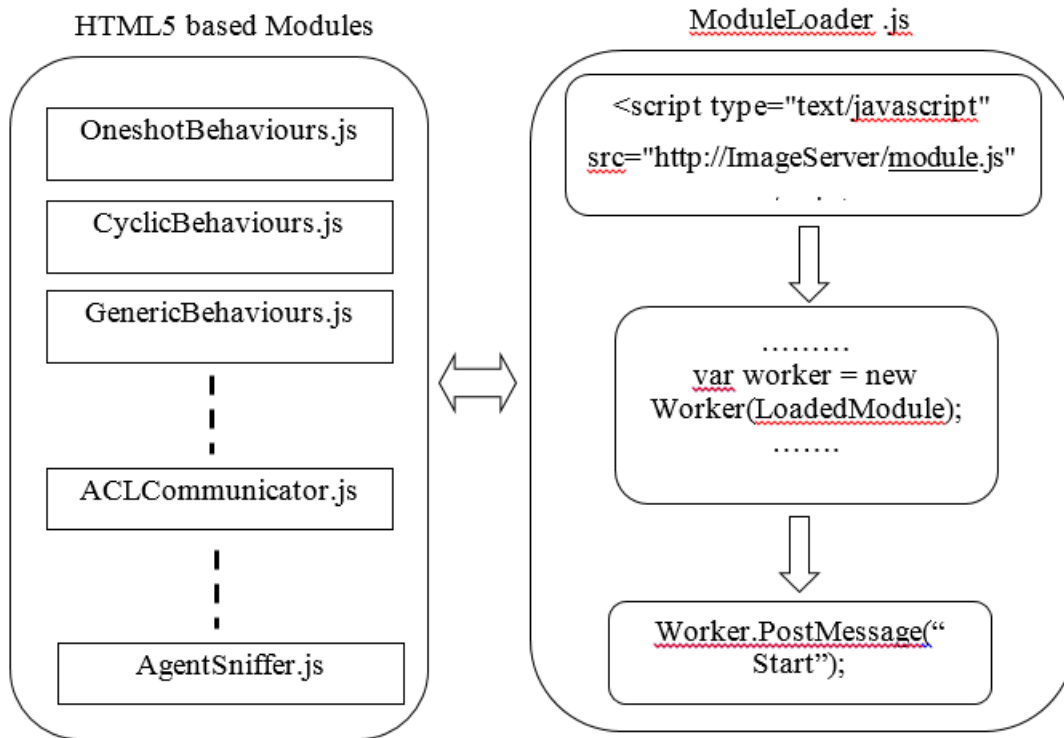 HTML5 based Modules
OneshotBehaviours.js
CyclicBehaviours.js
GenericBehaviours.js
ACLCommunicator.js
AgentSniffer.js
ModuleLoader .js
<script type="text/javascript"
src="http://ImageServer/module.js"
………
var worker = new
Worker(LoadedModule);
…….
Worker.PostMessage(“
Start”);